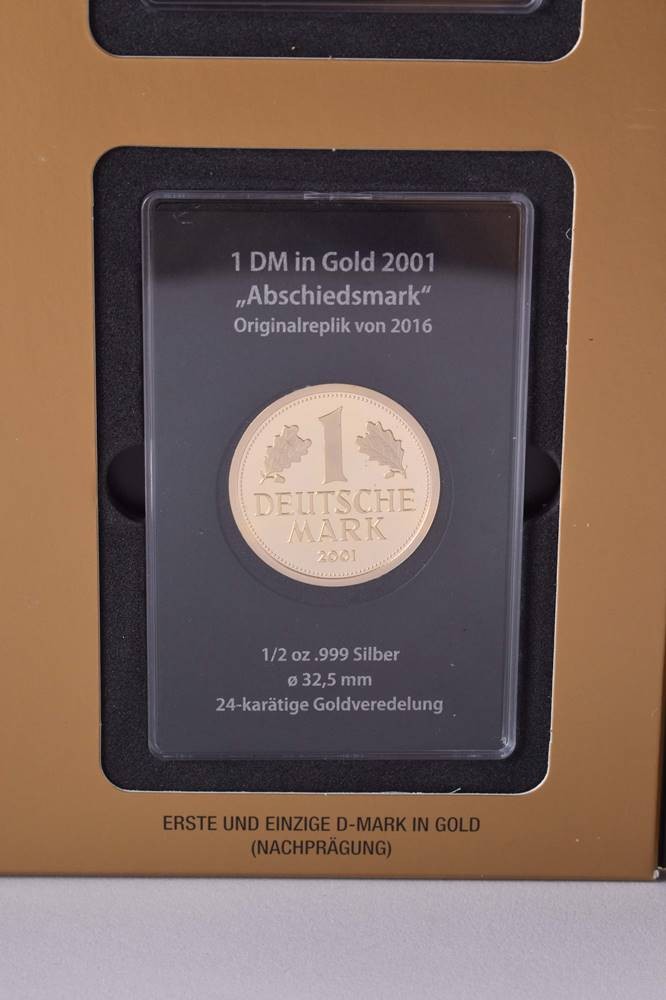 1 DM in Gold 2001
„Abschiedsmark“
Originalreplik von 2016
1
DEUTSCHE
MARK
2001
1/2 oz .999 Silber
ø 32,5 mm
24-karätige Goldveredelung
ERSTE UND EINZIGE D-MARK IN GOLD
(NACHPRÄGUNG)